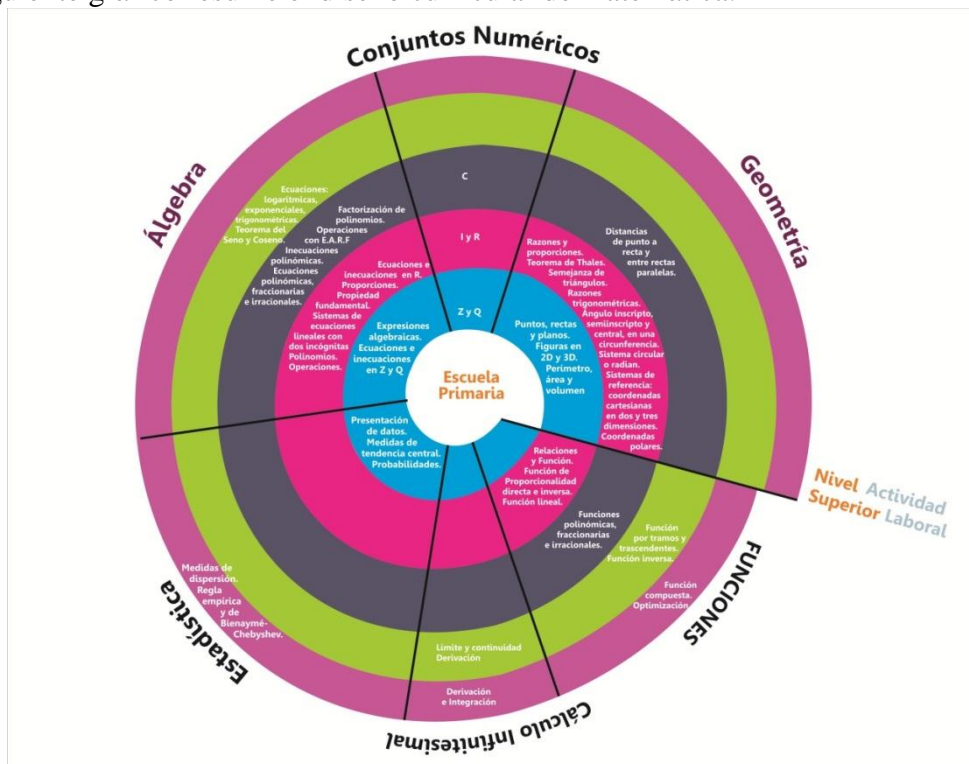 Conjuntos Numéricos
Álgebra
Geometría
C
I y R
Z y Q
Ecuaciones:
logarítmicas,
exponenciales,
trigonométricas.
Teorema del
Seno y Coseno.
Factorización de
polinomios.
Operaciones
con E.A.R.F
Inecuaciones
polinómicas.
Ecuaciones
polinómicas,
fraccionarias
e irracionales.
Ecuaciones e
inecuaciones en R.
Proporciones.
Propiedad
fundamental.
Sistemas de
ecuaciones
lineales con
dos incógnitas
Polinomios.
Operaciones.
Expresiones
algebraicas.
Ecuaciones e
inecuaciones
en Z y Q
Escuela
Primaria
Puntos, rectas
y planos.
Figuras en
2D y 3D.
Perímetro,
área y
volumen
Razones y
proporciones.
Teorema de Thales.
Semejanza de
triángulos.
Razones
trigonométricas.
Ángulo inscripto,
semiinscripto y
central, en una
circunferencia.
Sistema circular
o radian.
Sistemas de
referencia:
coordenadas
cartesianas
en dos y tres
dimensiones.
Coordenadas
polares.
Distancias
de punto a
recta y
entre rectas
paralelas.
Presentación
de datos.
Medidas de
tendencia central.
Probabilidades.
Relaciones
y Función.
Función de
Proporcionalidad
directa e inversa.
Función lineal.
Funciones
polinómicas,
fraccionarias
e irracionales.
Función
por tramos y
trascendentes.
Función inversa.
Función
compuesta.
Optimización
Nivel Actividad
Superior Laboral
FUNCIONES
Medidas de
dispersión.
Regla
empírica
y de
Bienaymé-
Chebyshev.
Estadística
Límite y continuidad
Derivación
Derivación
e Integración
Cálculo Infinitesimal